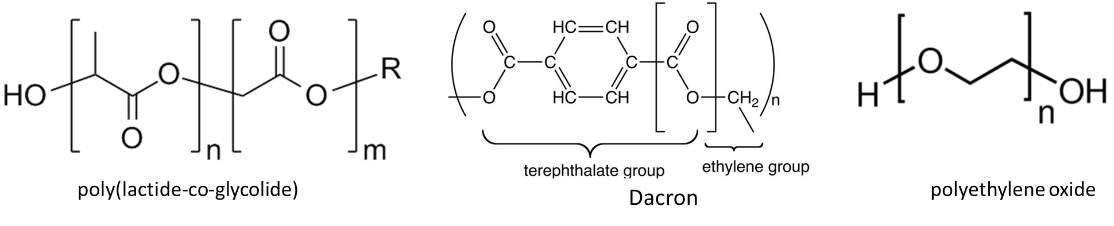 HO
O
O
n
O
O
R
m
poly(lactide-co-glycolide)
O
C
O
C
HC
CH
HC
CH
C
C
O
O
CH2
n
terephthalate group
ethylene group
Dacron
H
O
n
OH
polyethylene oxide